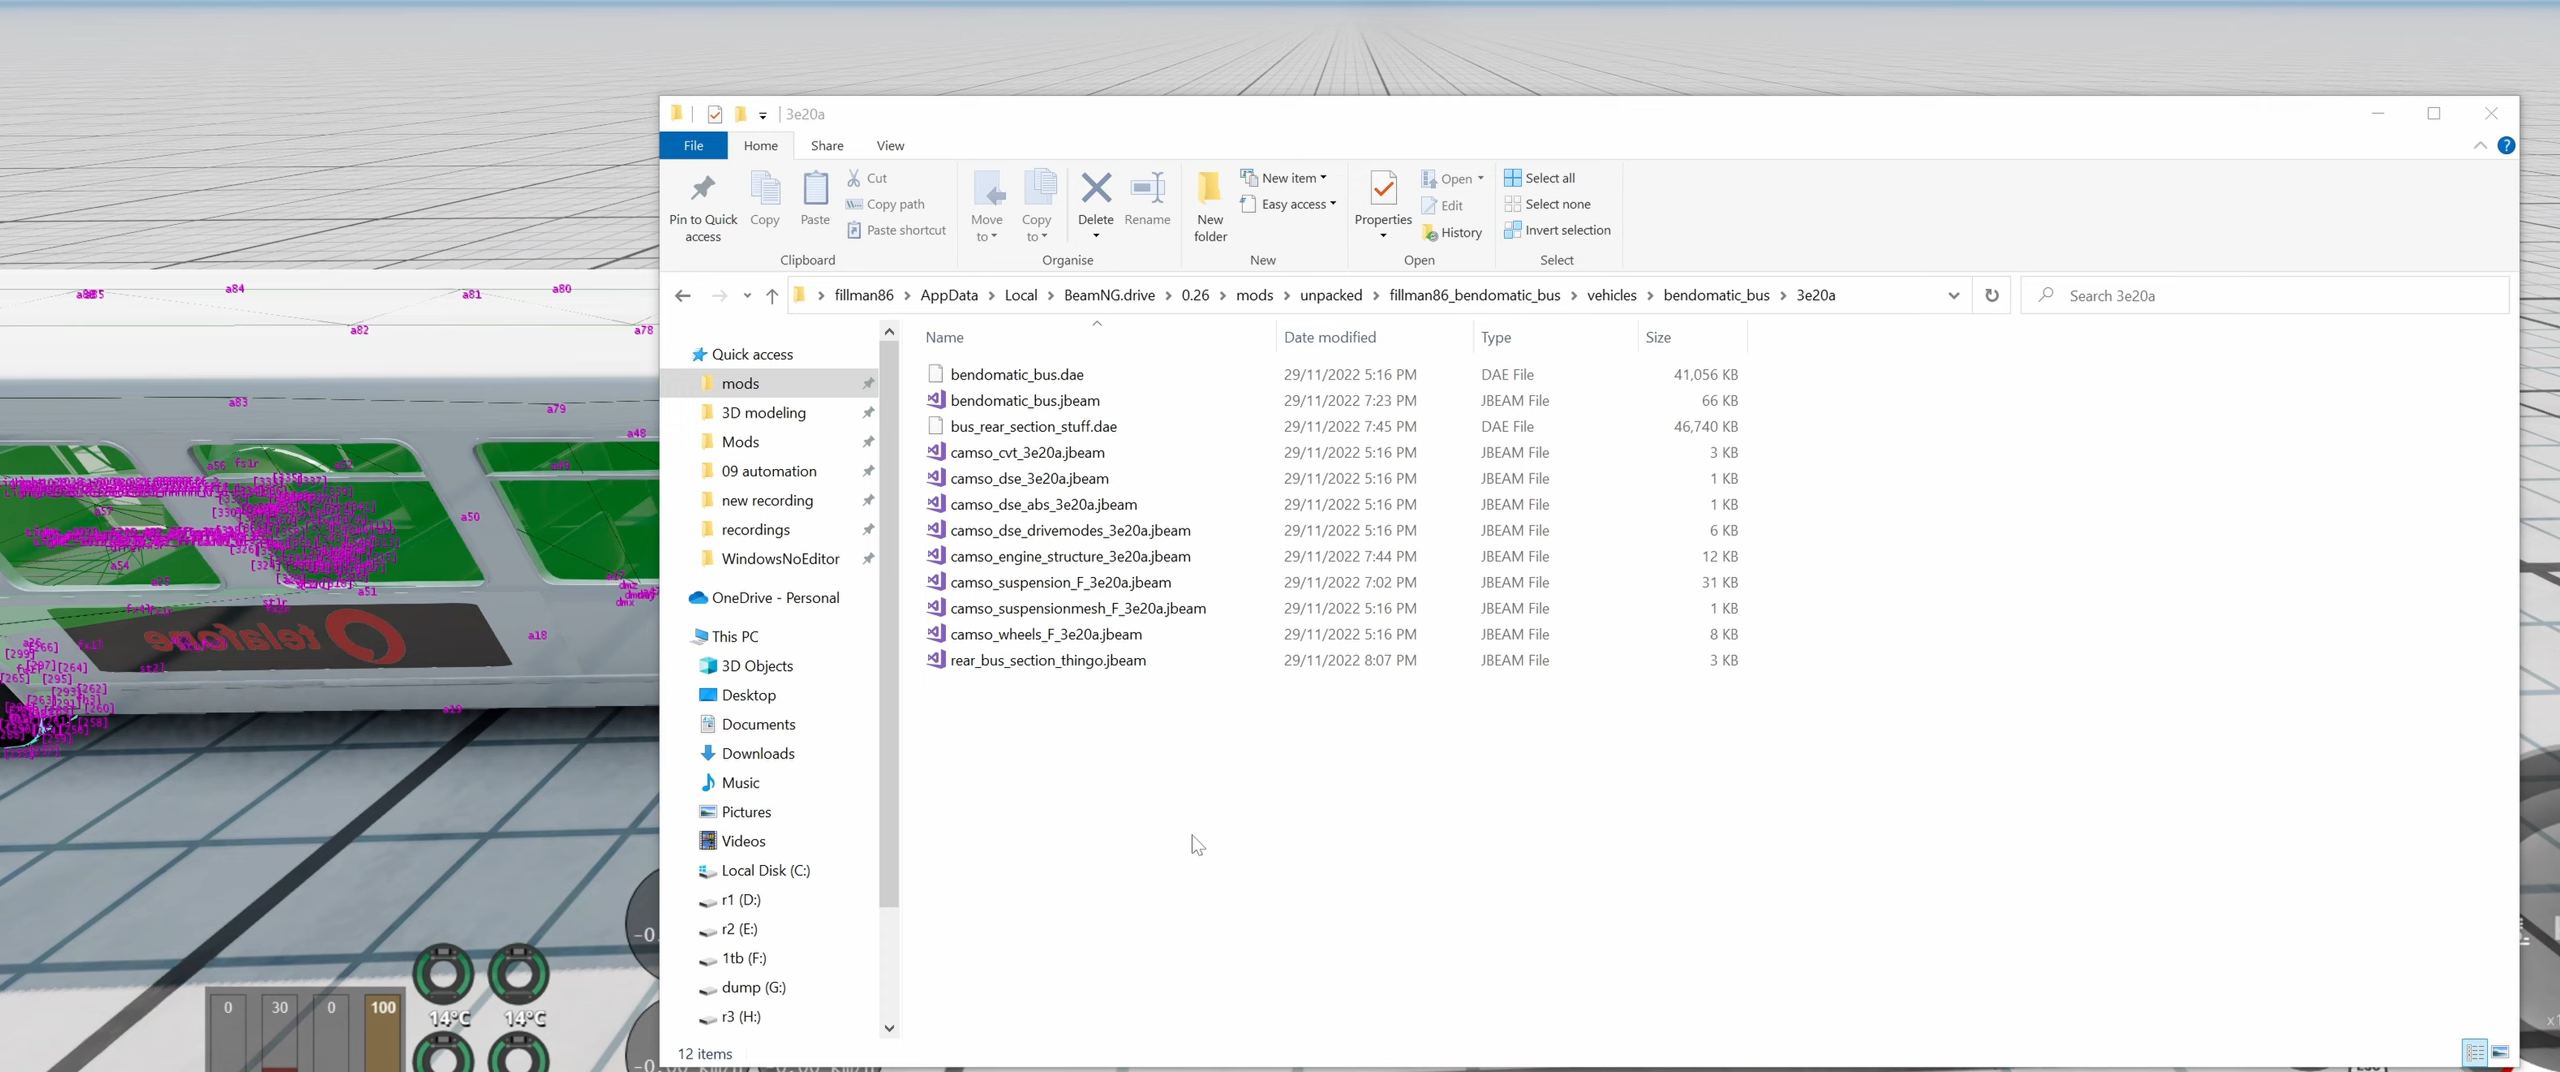 3e20a
File Home Share View
Pin to Quick access
Copy
Paste
Cut
Copy path
Paste shortcut
Clipboard
Move to
Copy to
Delete
Rename
Organise
New folder
New item
Easy access
New
Properties
Open
Edit
History
Open
Select all
Select none
Invert selection
Select
fillman86 > AppData > Local > BeamNG.drive > 0.26 > mods > unpacked > fillman86_bendomatic_bus > vehicles > bendomatic_bus > 3e20a
Search 3e20a
Quick access
mods
3D modeling
Mods
09 automation
new recording
recordings
WindowsNoEditor
OneDrive - Personal
This PC
3D Objects
Desktop
Documents
Downloads
Music
Pictures
Videos
Local Disk (C:)
r1 (D:)
r2 (E:)
1tb (F:)
dump (G:)
r3 (H:)
Name Date modified Type Size
bendomatic_bus.dae 29/11/2022 5:16 PM DAE File 41,056 KB
bendomatic_bus.jbeam 29/11/2022 7:23 PM JBEAM File 66 KB
bus_rear_section_stuff.dae 29/11/2022 7:45 PM DAE File 46,740 KB
camso_cvt_3e20a.jbeam 29/11/2022 5:16 PM JBEAM File 3 KB
camso_dse_3e20a.jbeam 29/11/2022 5:16 PM JBEAM File 1 KB
camso_dse_abs_3e20a.jbeam 29/11/2022 5:16 PM JBEAM File 1 KB
camso_dse_drivemodes_3e20a.jbeam 29/11/2022 5:16 PM JBEAM File 6 KB
camso_engine_structure_3e20a.jbeam 29/11/2022 7:44 PM JBEAM File 12 KB
camso_suspension_F_3e20a.jbeam 29/11/2022 7:02 PM JBEAM File 31 KB
camso_suspensionmesh_F_3e20a.jbeam 29/11/2022 5:16 PM JBEAM File 1 KB
camso_wheels_F_3e20a.jbeam 29/11/2022 5:16 PM JBEAM File 8 KB
rear_bus_section_thingo.jbeam 29/11/2022 8:07 PM JBEAM File 3 KB
12 items
a84
a81
a80
a82
a78
a83
a79
a48
a56
fs1r
a50
a54
a51
a18
telafone
a19
0 30 0 100
14°C 14°C